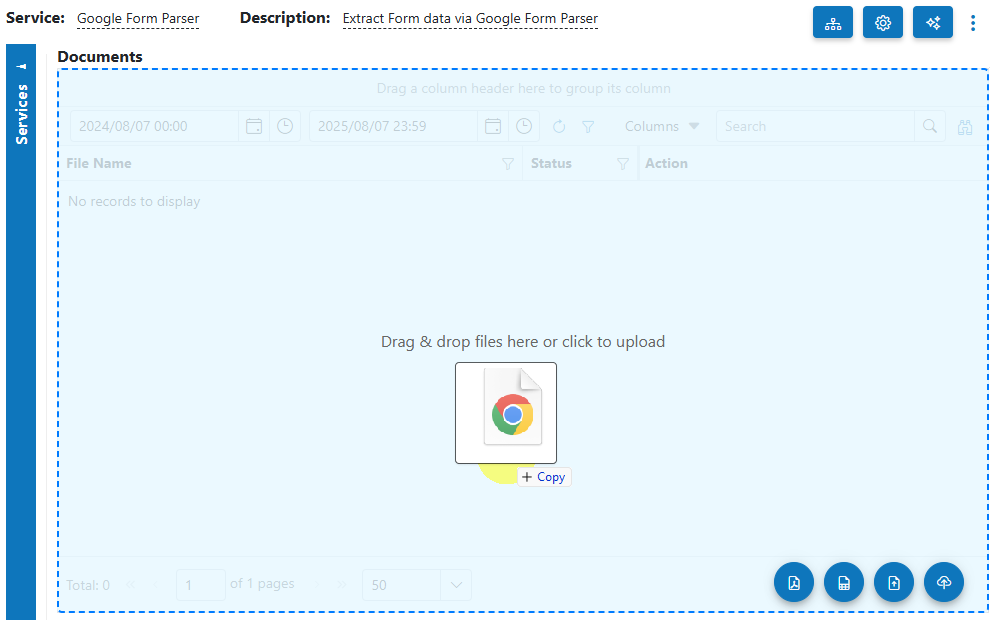 Service: Google Form Parser Description: Extract Form data via Google Form Parser
Services
Documents
Drag a column header here to group its column
2024/08/07 00:00 2025/08/07 23:59 Columns Search
File Name Status Action
No records to display
Drag & drop files here or click to upload
+ Copy
Total: 0 1 of 1 pages 50